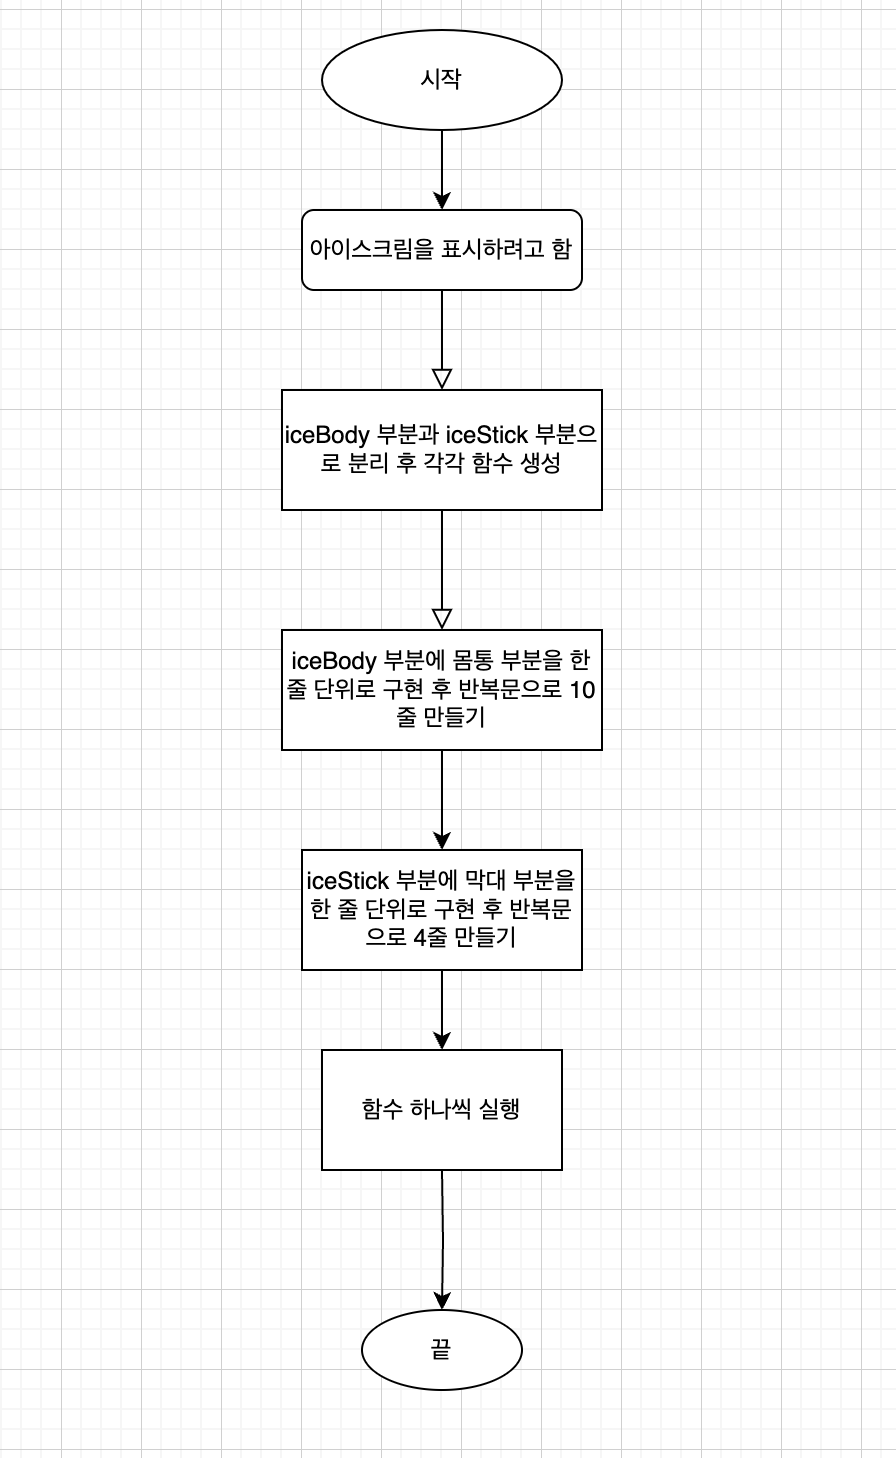 시작
아이스크림을 표시하려고 함
iceBody 부분과 iceStick 부분으
로 분리 후 각각 함수 생성
iceBody 부분에 몸통 부분을 한
줄 단위로 구현 후 반복문으로 10
줄 만들기
iceStick 부분에 막대 부분을
한 줄 단위로 구현 후 반복문
으로 4줄 만들기
함수 하나씩 실행
끝